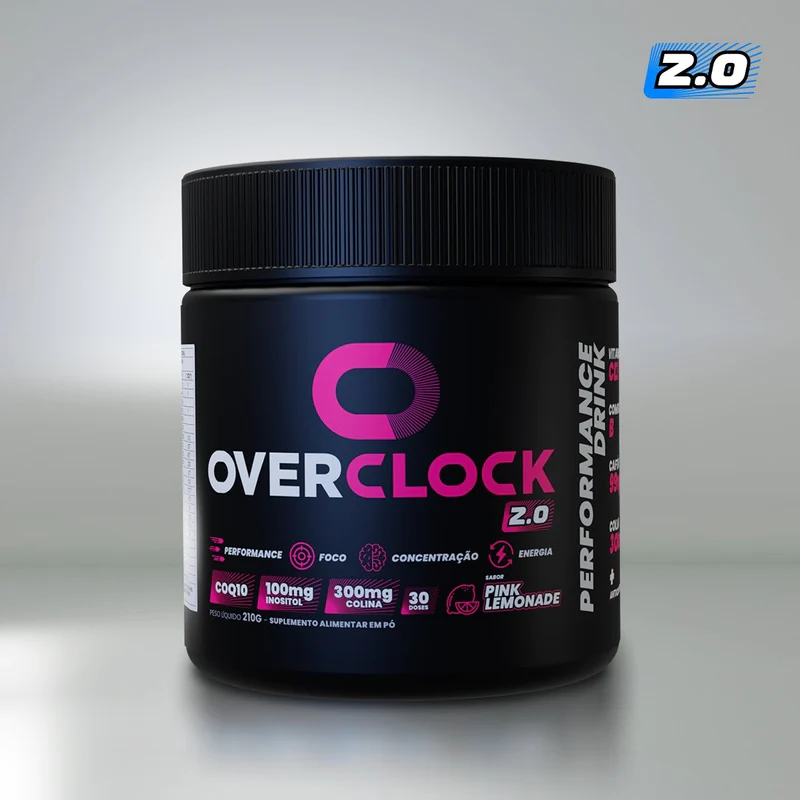 2.0
OVERCLOCK
2.0
PERFORMANCE
FOCO
CONCENTRAÇÃO
ENERGIA
COQ10
100mg
INOSITOL
300mg
COLINA
30
DOSES
SABOR
PINK
LEMONADE
PESO LÍQUIDO 210G - SUPLEMENTO ALIMENTAR EM PÓ
PERFORMANCE
DRINK